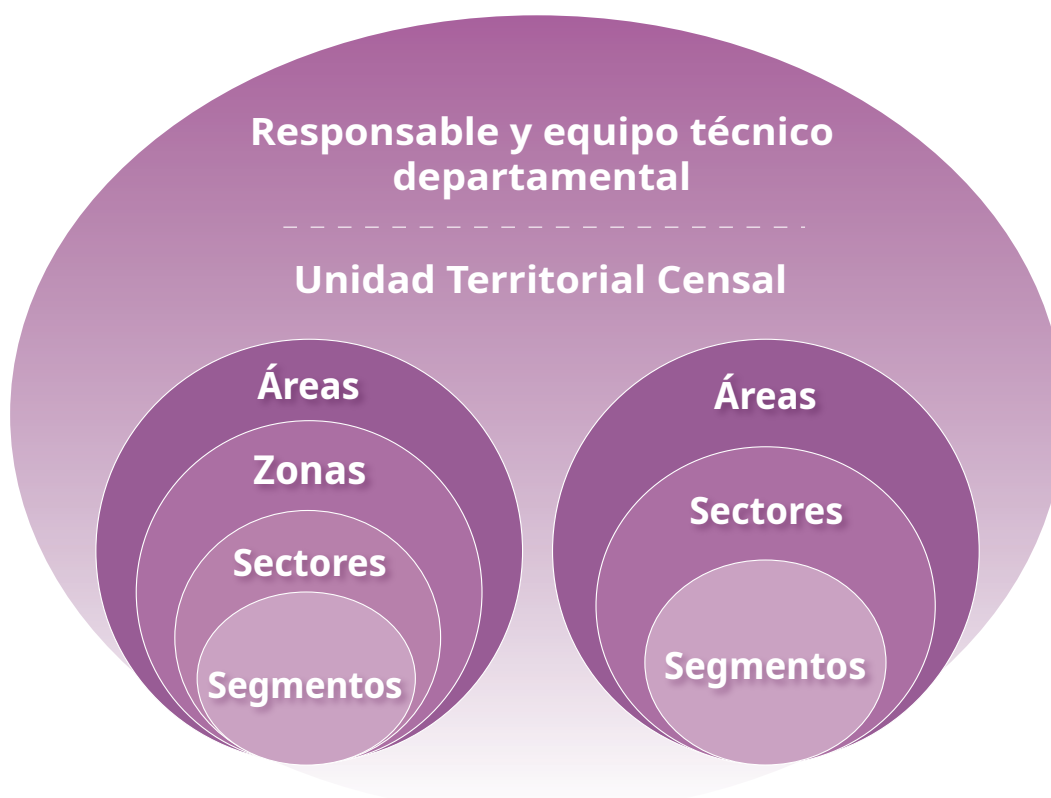 Responsable y equipo técnico
departamental
Unidad Territorial Censal
Áreas
Zonas
Sectores
Segmentos
Áreas
Sectores
Segmentos